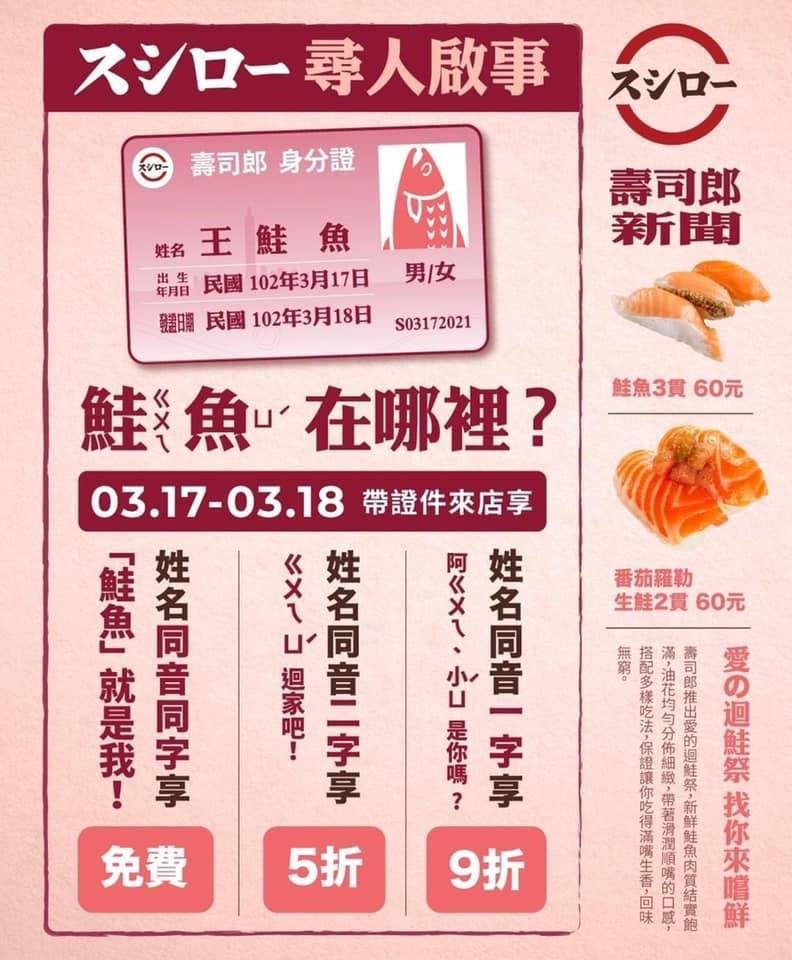 スシロー 尋人啟事
スシロー
壽司郎 身分證
姓名 王 鮭 魚
出生年月日 民國 102年3月17日
男/女
發證日期 民國 102年3月18日
S03172021
鮭ㄍㄨㄟ魚ㄩˊ在哪裡？
03.17-03.18 帶證件來店享
姓名同音同字享
「鮭魚」就是我！
免費
姓名同音二字享
ㄍㄨㄟ ㄩˊ 迴家吧！
5折
姓名同音一字享
阿ㄍㄨㄟ、小ㄩˊ是你嗎？
9折
スシロー
壽司郎
新聞
鮭魚3貫 60元
番茄羅勒
生鮭2貫 60元
愛の迴鮭祭 找你來嚐鮮
壽司郎推出愛的迴鮭祭，新鮮鮭魚肉質結實飽
滿，油花均勻分佈細緻，帶著滑潤順嘴的口感，
搭配多樣吃法，保證讓你吃得滿嘴生香，回味
無窮。